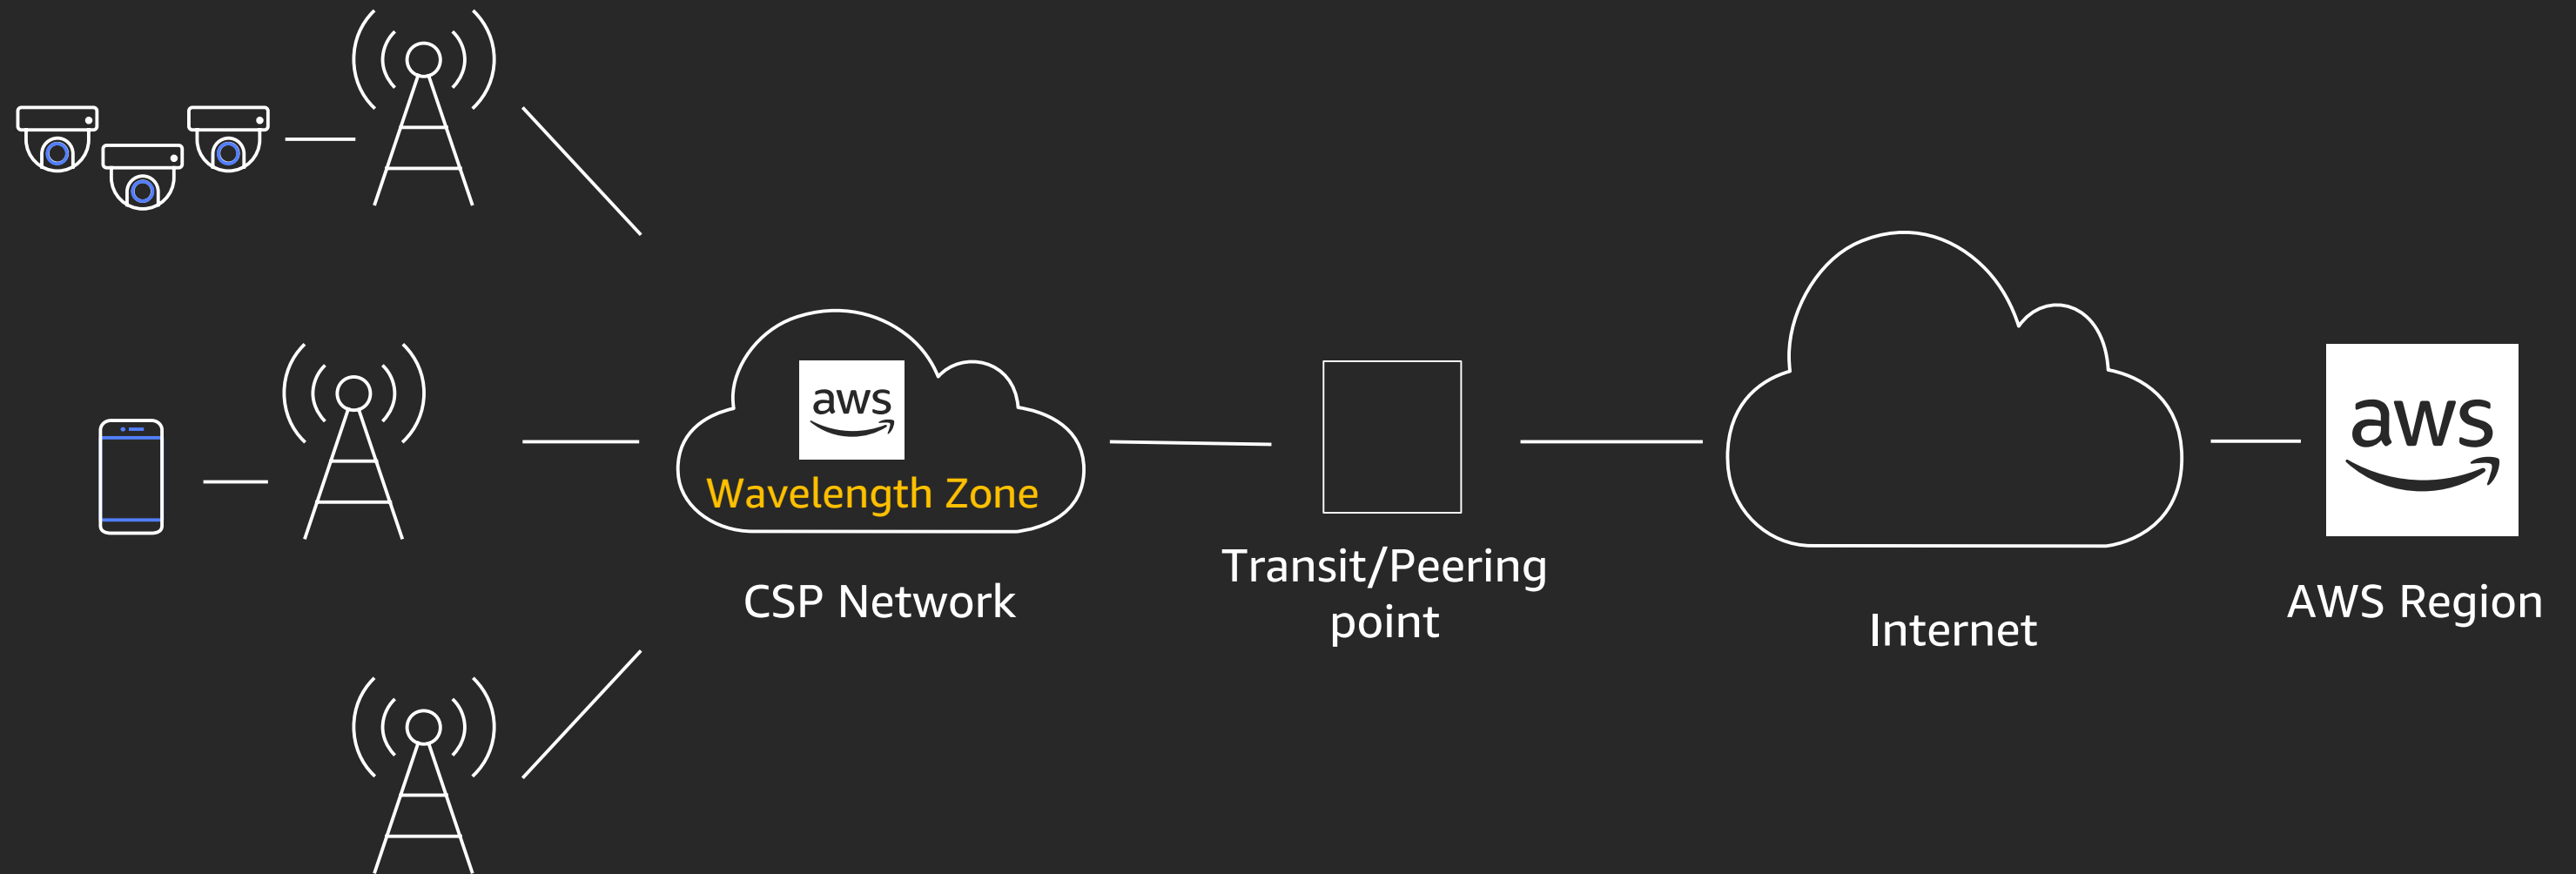 aws
Wavelength Zone
CSP Network
Transit/Peering
point
Internet
aws
AWS Region